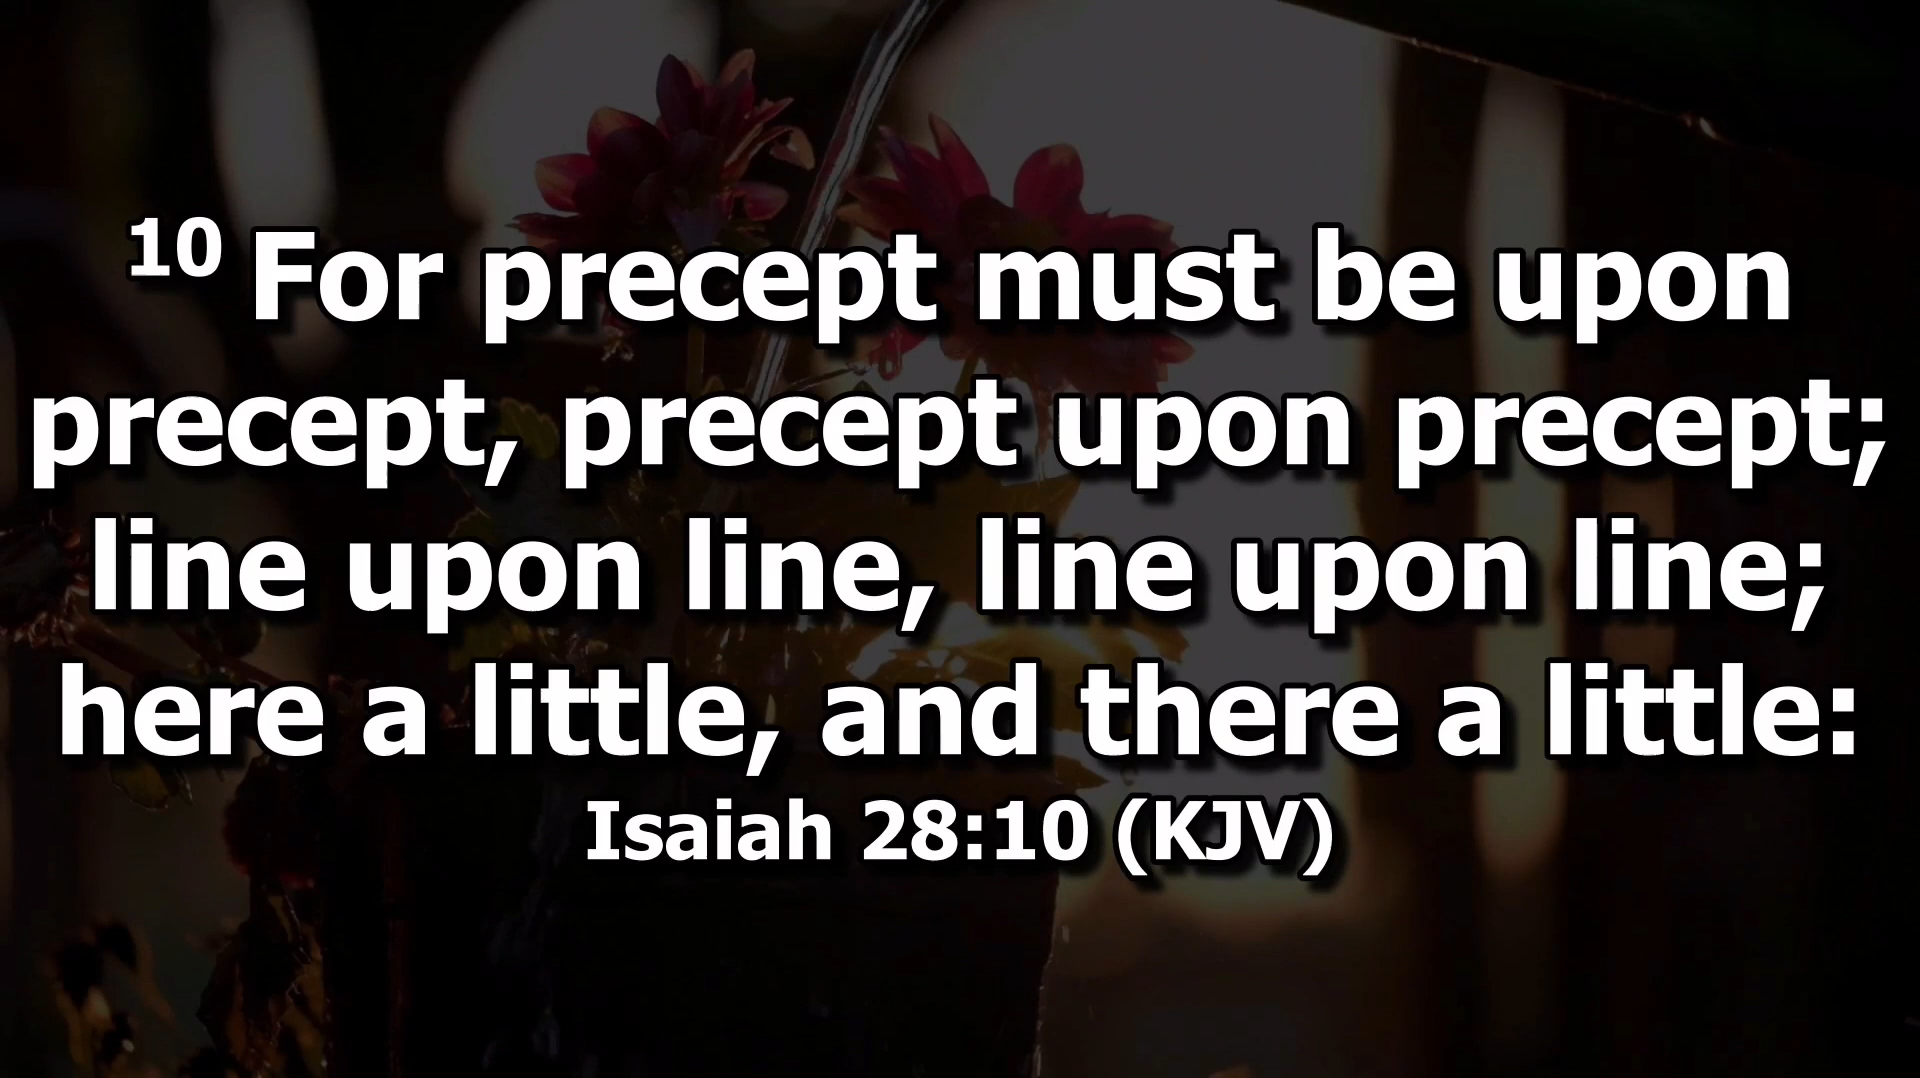 10 For precept must be upon
precept, precept upon precept;
line upon line, line upon line;
here a little, and there a little:
Isaiah 28:10 (KJV)